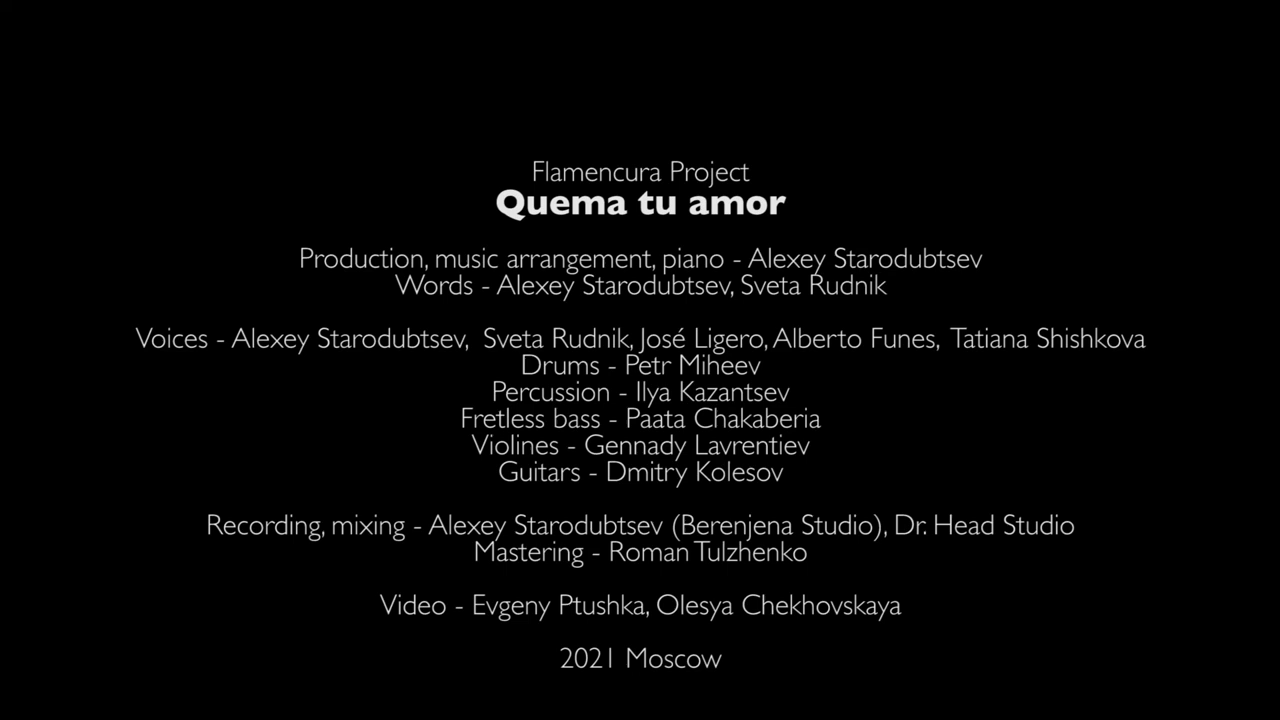 Flamencura Project
Quema tu amor
Production, music arrangement, piano - Alexey Starodubtsev
Words - Alexey Starodubtsev, Sveta Rudnik
Voices - Alexey Starodubtsev, Sveta Rudnik, José Ligero, Alberto Funes, Tatiana Shishkova
Drums - Petr Miheev
Percussion - Ilya Kazantsev
Fretless bass - Paata Chakaberia
Violines - Gennady Lavrentiev
Guitars - Dmitry Kolesov
Recording, mixing - Alexey Starodubtsev (Berenjena Studio), Dr. Head Studio
Mastering - Roman Tulzhenko
Video - Evgeny Ptushka, Olesya Chekhovskaya
2021 Moscow